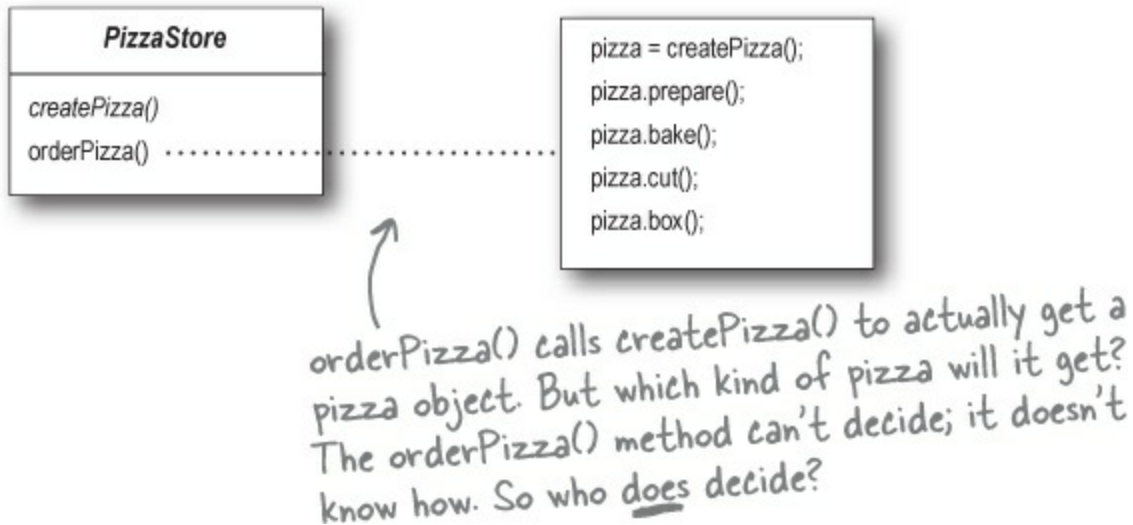 PizzaStore
createPizza()
orderPizza()
pizza = createPizza();
pizza.prepare();
pizza.bake();
pizza.cut();
pizza.box();
orderPizza() calls createPizza() to actually get a
pizza object. But which kind of pizza will it get?
The orderPizza() method can't decide; it doesn't
know how. So who does decide?